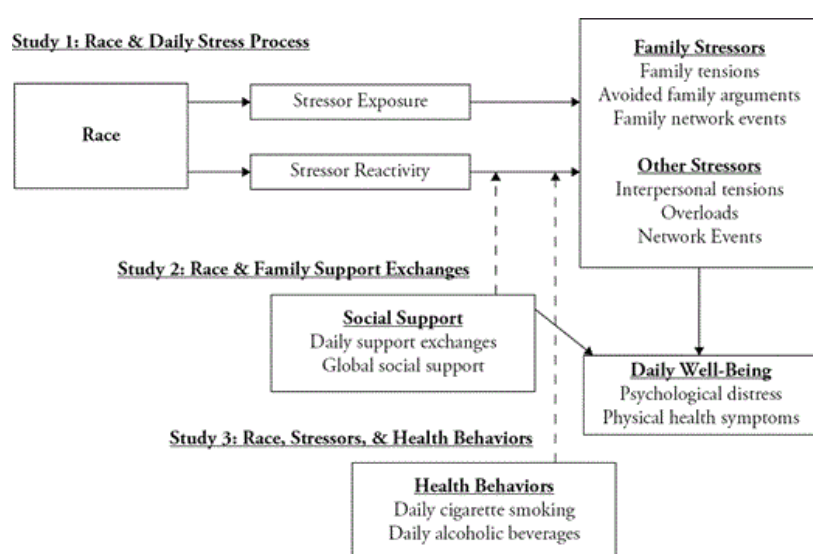 Study 1: Race & Daily Stress Process
Race
Stressor Exposure
Stressor Reactivity
Family Stressors
Family tensions
Avoided family arguments
Family network events
Other Stressors
Interpersonal tensions
Overloads
Network Events
Study 2: Race & Family Support Exchanges
Social Support
Daily support exchanges
Global social support
Daily Well-Being
Psychological distress
Physical health symptoms
Study 3: Race, Stressors, & Health Behaviors
Health Behaviors
Daily cigarette smoking
Daily alcoholic beverages